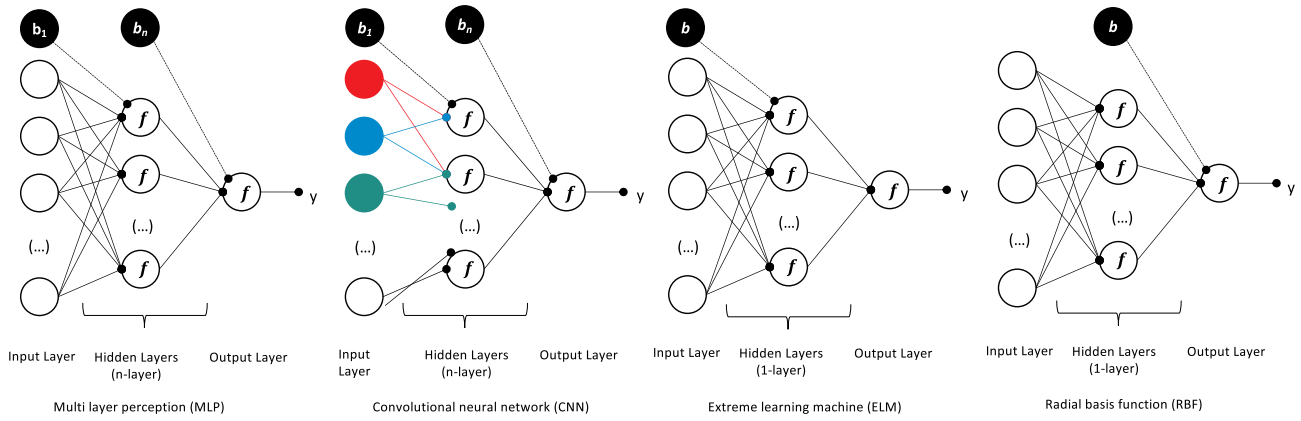 b1
bn
f
f
(...)
f
(...)
y
Input Layer
Hidden Layers
(n-layer)
Output Layer
f
Multi layer perception (MLP)
b1
bn
f
f
(...)
f
(...)
f
y
Input
Layer
Hidden Layers
(n-layer)
Output Layer
Convolutional neural network (CNN)
b
f
f
(...)
f
(...)
f
y
Input Layer
Hidden Layers
(1-layer)
Output Layer
Extreme learning machine (ELM)
b
f
f
(...)
f
(...)
f
y
Input Layer
Hidden Layers
(1-layer)
Output Layer
Radial basis function (RBF)